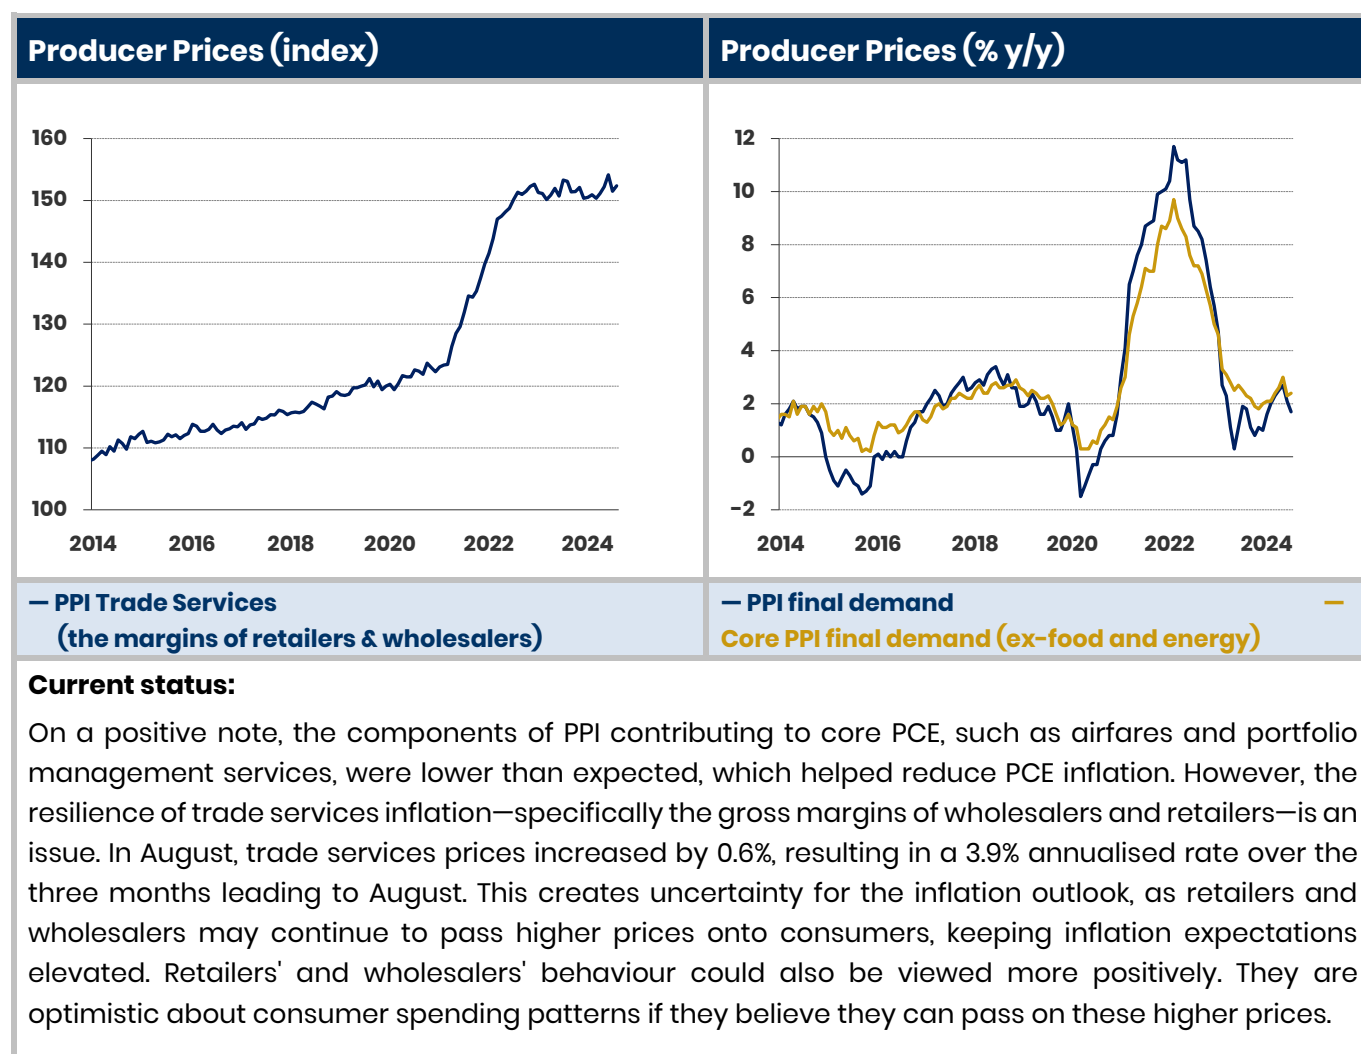 Producer Prices (index)
160
150
140
130
120
110
100
2014 2016 2018 2020 2022 2024
— PPI Trade Services
(the margins of retailers & wholesalers)
Producer Prices (% y/y)
12
10
8
6
4
2
0
-2
2014 2016 2018 2020 2022 2024
— PPI final demand —
Core PPI final demand (ex-food and energy)
Current status:
On a positive note, the components of PPI contributing to core PCE, such as airfares and portfolio
management services, were lower than expected, which helped reduce PCE inflation. However, the
resilience of trade services inflation—specifically the gross margins of wholesalers and retailers—is an
issue. In August, trade services prices increased by 0.6%, resulting in a 3.9% annualised rate over the
three months leading to August. This creates uncertainty for the inflation outlook, as retailers and
wholesalers may continue to pass higher prices onto consumers, keeping inflation expectations
elevated. Retailers' and wholesalers' behaviour could also be viewed more positively. They are
optimistic about consumer spending patterns if they believe they can pass on these higher prices.